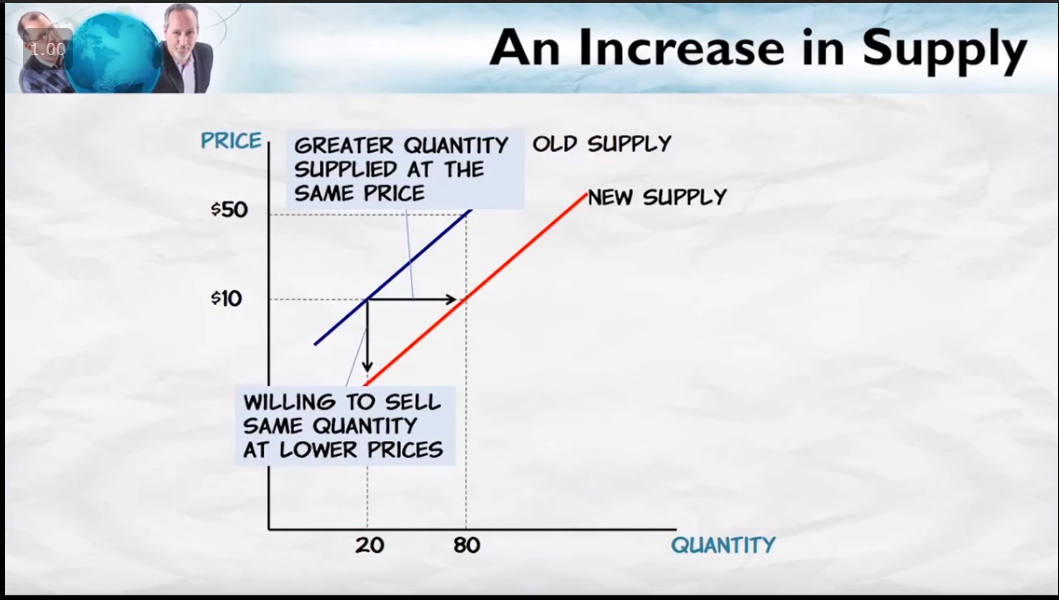 1.00
An Increase in Supply
PRICE
GREATER QUANTITY
SUPPLIED AT THE
SAME PRICE
OLD SUPPLY
NEW SUPPLY
$50
$10
WILLING TO SELL
SAME QUANTITY
AT LOWER PRICES
20
80
QUANTITY